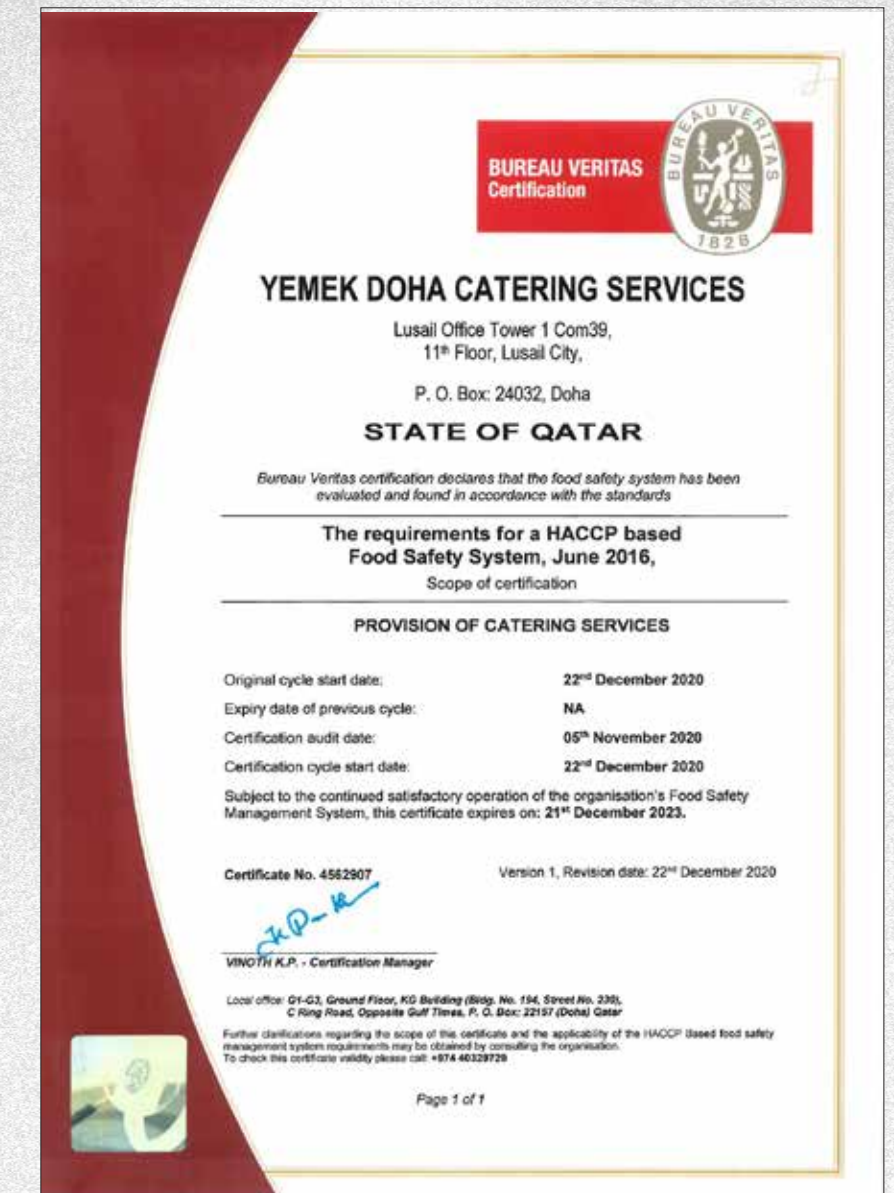 BUREAU VERITAS
Certification
BUREAU VERITAS
1828
YEMEK DOHA CATERING SERVICES
Lusail Office Tower 1 Com39,
11th Floor, Lusail City,
P. O. Box: 24032, Doha
STATE OF QATAR
Bureau Veritas certification declares that the food safety system has been
evaluated and found in accordance with the standards
The requirements for a HACCP based
Food Safety System, June 2016,
Scope of certification
PROVISION OF CATERING SERVICES
Original cycle start date: 22nd December 2020
Expiry date of previous cycle: NA
Certification audit date: 05th November 2020
Certification cycle start date: 22nd December 2020
Subject to the continued satisfactory operation of the organisation's Food Safety
Management System, this certificate expires on: 21st December 2023.
Certificate No. 4562907 Version 1, Revision date: 22nd December 2020
VINOTH K.P. - Certification Manager
Local office: G1-G3, Ground Floor, KG Building (Bldg. No. 194, Street No. 230),
C Ring Road, Opposite Gulf Times, P. O. Box: 22157 (Doha) Qatar
Further clarifications regarding the scope of this certificate and the applicability of the HACCP Based food safety
management system requirements may be obtained by consulting the organisation.
To check this certificate validity please call: +974 40329729
Page 1 of 1